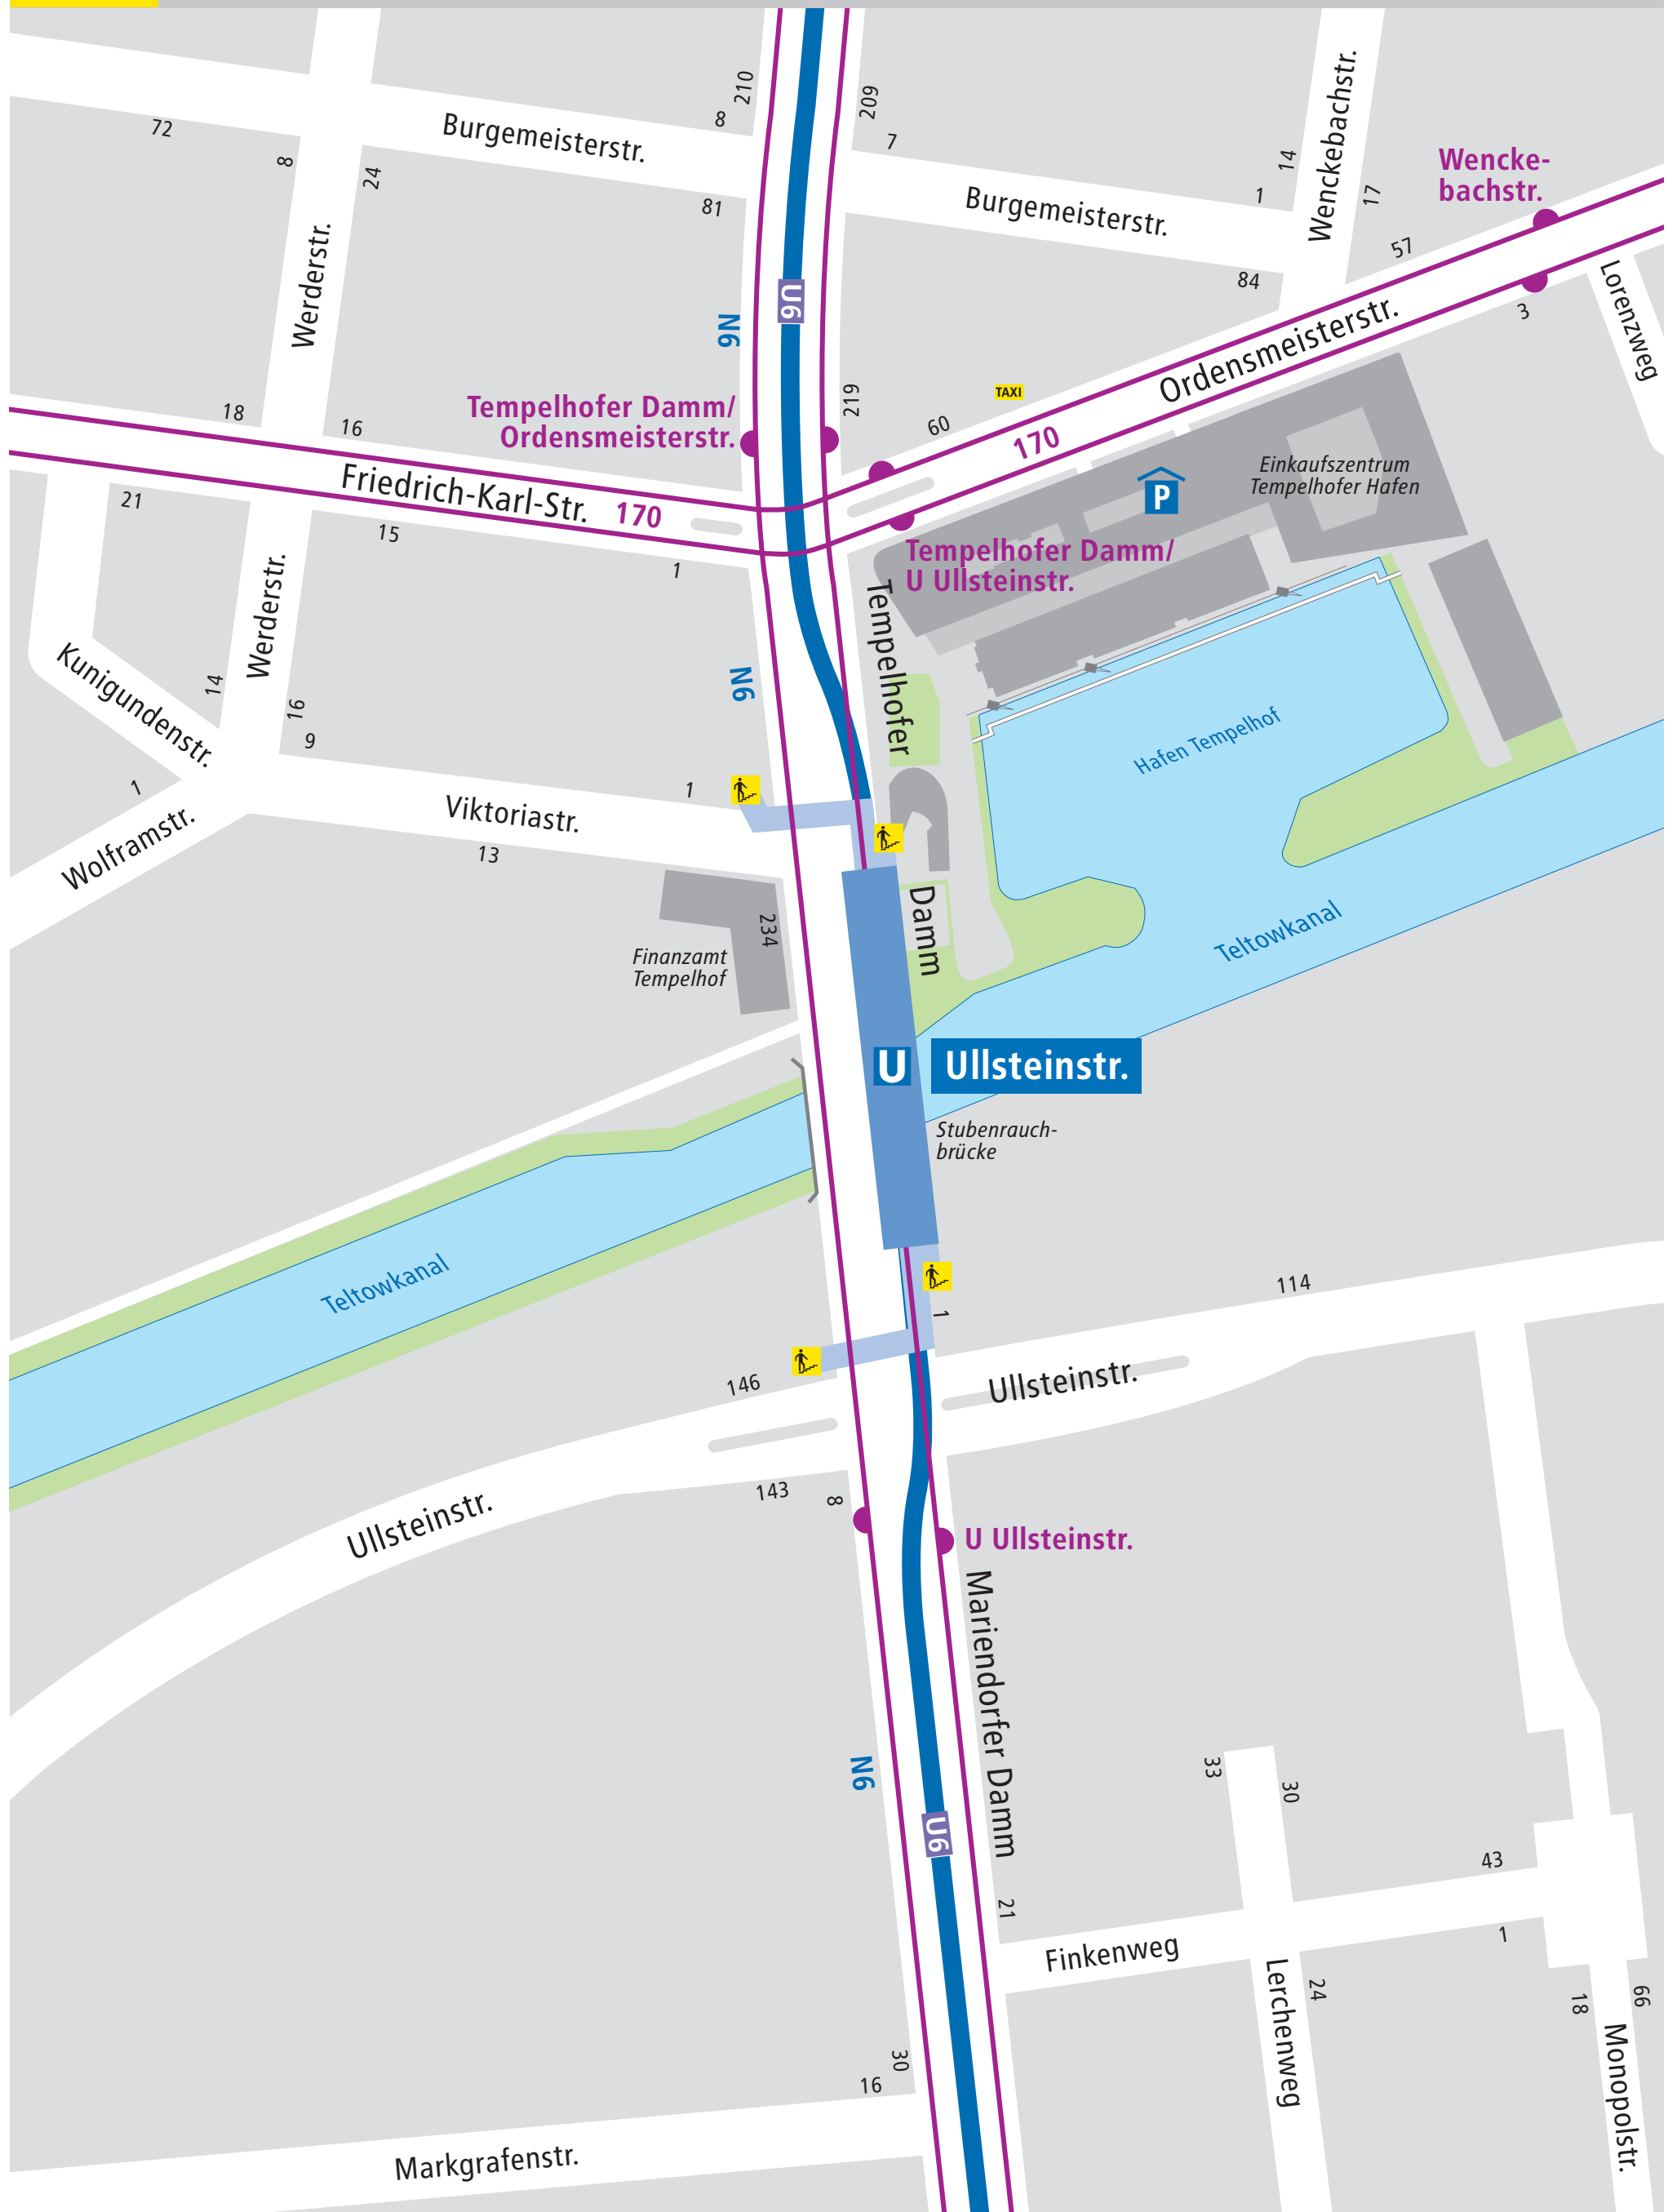 210
209
8
7
72
Burgemeisterstr.
8
24
81
Burgemeisterstr.
14
1
17
Wenckebachstr.
Wencke-
bachstr.
57
84
Werderstr.
U6
N6
Lorenzweg
3
Ordensmeisterstr.
TAXI
219
18
16
60
170
Tempelhofer Damm/
Ordensmeisterstr.
Einkaufszentrum
Tempelhofer Hafen
P
21
Friedrich-Karl-Str.
170
15
1
Tempelhofer Damm/
U Ullsteinstr.
Werderstr.
Kunigundenstr.
14
16
9
N6
Tempelhofer
Damm
Hafen Tempelhof
1
Wolframstr.
Viktoriastr.
1
13
234
Finanzamt
Tempelhof
Teltowkanal
U
Ullsteinstr.
Stubenrauch-
brücke
Teltowkanal
1
114
146
Ullsteinstr.
143
8
Ullsteinstr.
U Ullsteinstr.
Mariendorfer Damm
N6
U6
33
30
21
43
1
Finkenweg
Lerchenweg
24
18
66
Monopolstr.
30
16
Markgrafenstr.